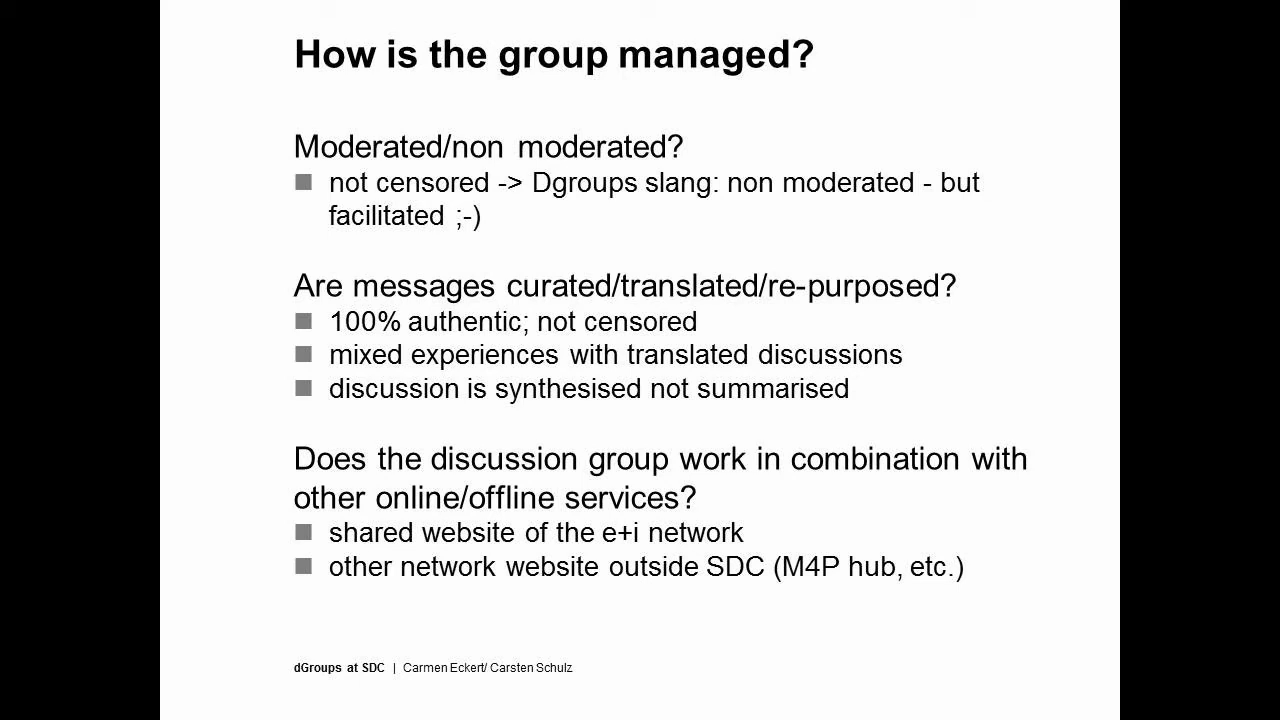 How is the group managed?
Moderated/non moderated?
not censored -> Dgroups slang: non moderated - but
facilitated ;-)
Are messages curated/translated/re-purposed?
100% authentic; not censored
mixed experiences with translated discussions
discussion is synthesised not summarised
Does the discussion group work in combination with
other online/offline services?
shared website of the e+i network
other network website outside SDC (M4P hub, etc.)
dGroups at SDC | Carmen Eckert/ Carsten Schulz